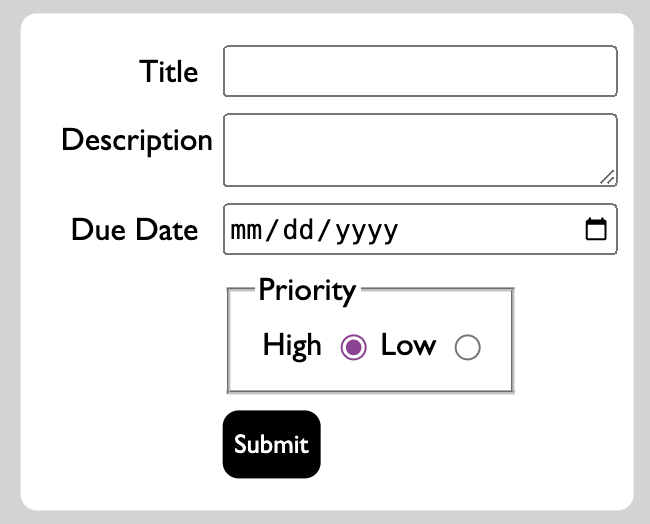 Title
Description
Due Date mm/dd/yyyy
Priority
High Low
Submit